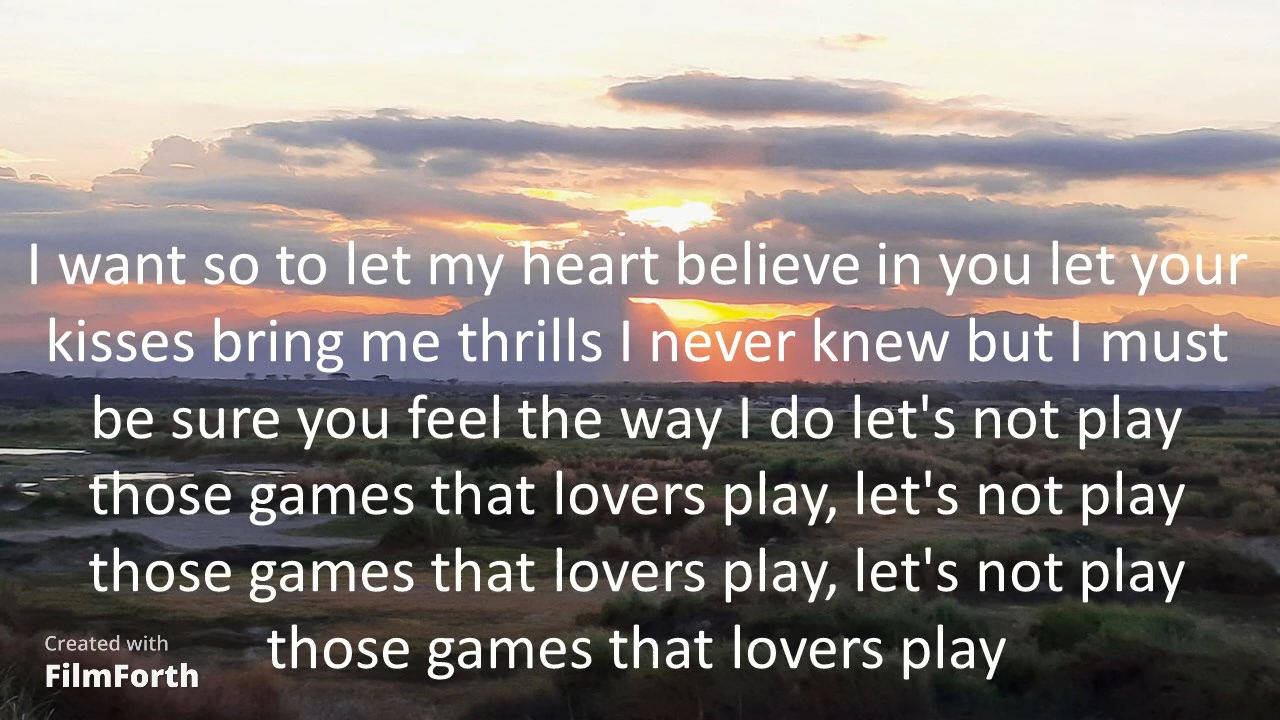 I want so to let my heart believe in you let your
kisses bring me thrills I never knew but I must
be sure you feel the way I do let's not play
those games that lovers play, let's not play
those games that lovers play, let's not play
those games that lovers play
Created with
FilmForth